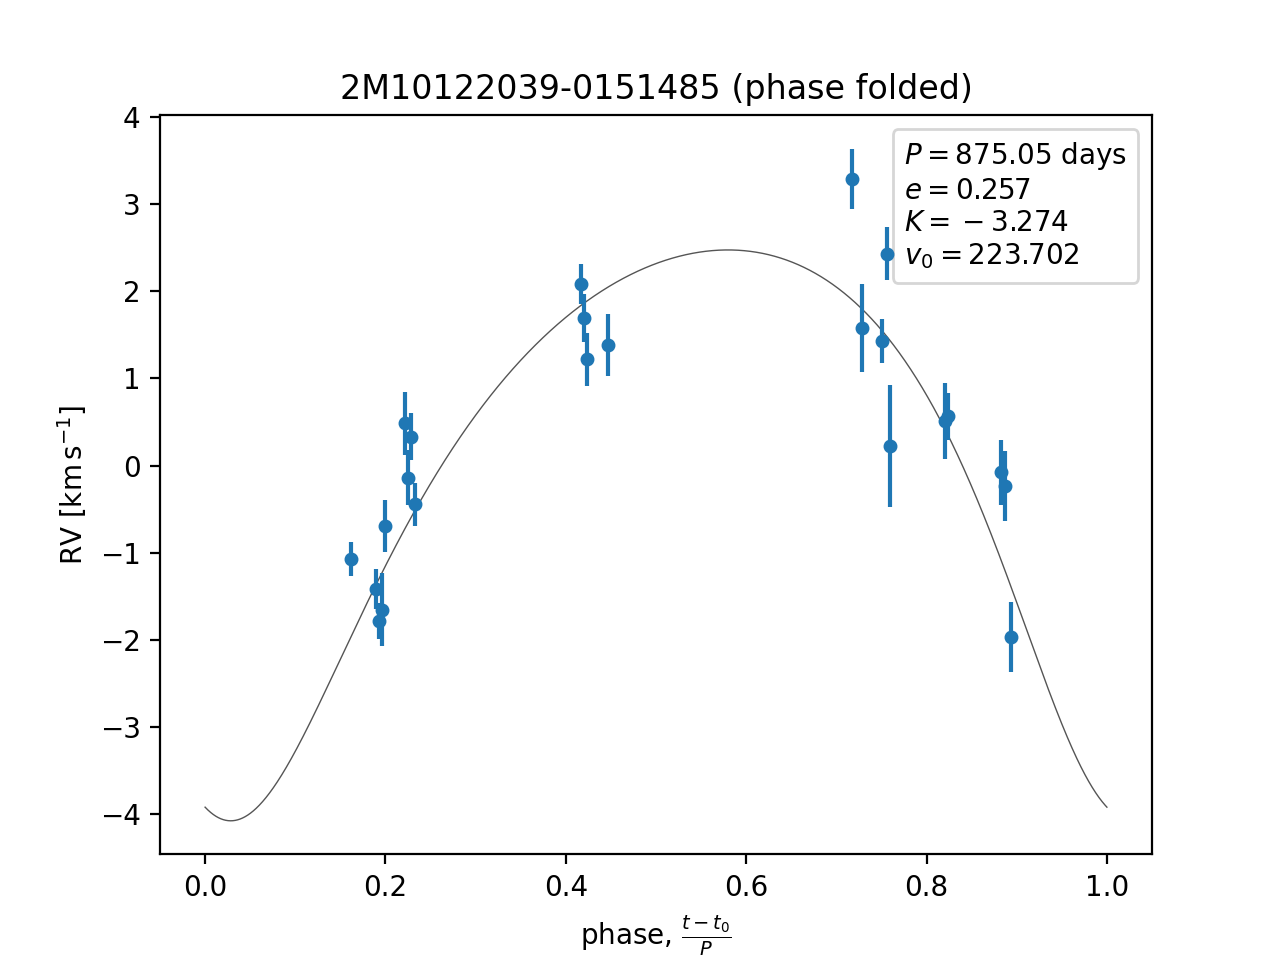 2M10122039-0151485 (phase folded)
P = 875.05 days
e = 0.257
K = − 3.274
v₀ = 223.702
4
3
2
1
0
−1
−2
−3
−4
RV [km s⁻¹]
0.0 0.2 0.4 0.6 0.8 1.0
phase, (t − t₀)/P